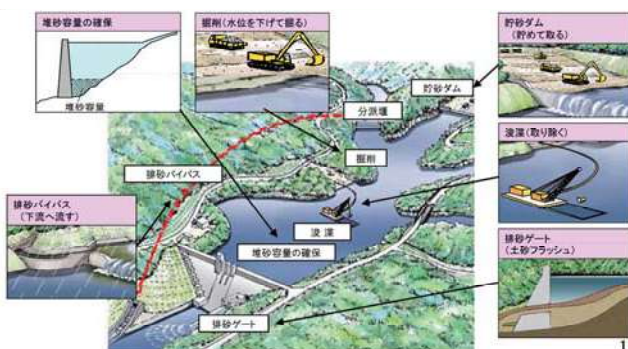 堆砂容量の確保
堆砂容量
掘削(水位を下げて掘る)
貯砂ダム
(貯めて取る)
貯砂ダム
分派堰
掘削
排砂バイパス
浚渫(取り除く)
排砂バイパス
(下流へ流す)
浚渫
堆砂容量の確保
排砂ゲート
(土砂フラッシュ)
排砂ゲート
1